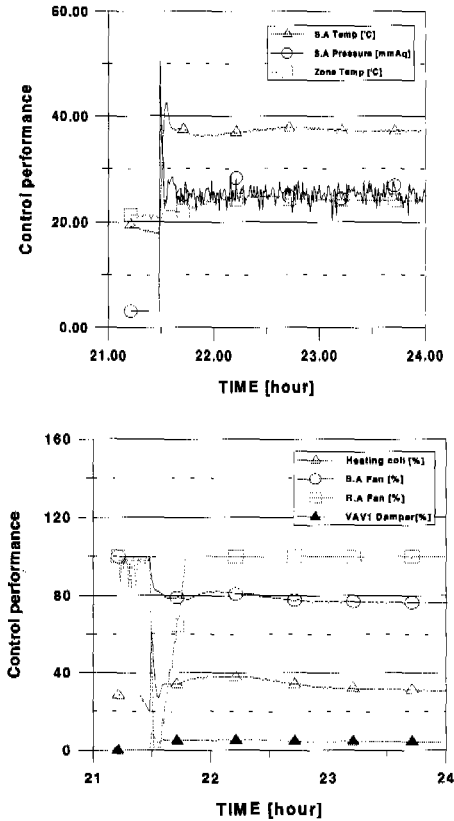 60.00
S.A Temp ['C]
S.A Pressure [mmAq]
Zone Temp ['C]
40.00
Control performance
20.00
0.00
21.00
22.00
23.00
24.00
TIME [hour]
160
Heating coil [%]
S.A Fan [%]
R.A Fan [%]
VAV1 Damper[%]
120
Control performance
80
40
0
21
22
23
24
TIME [hour]